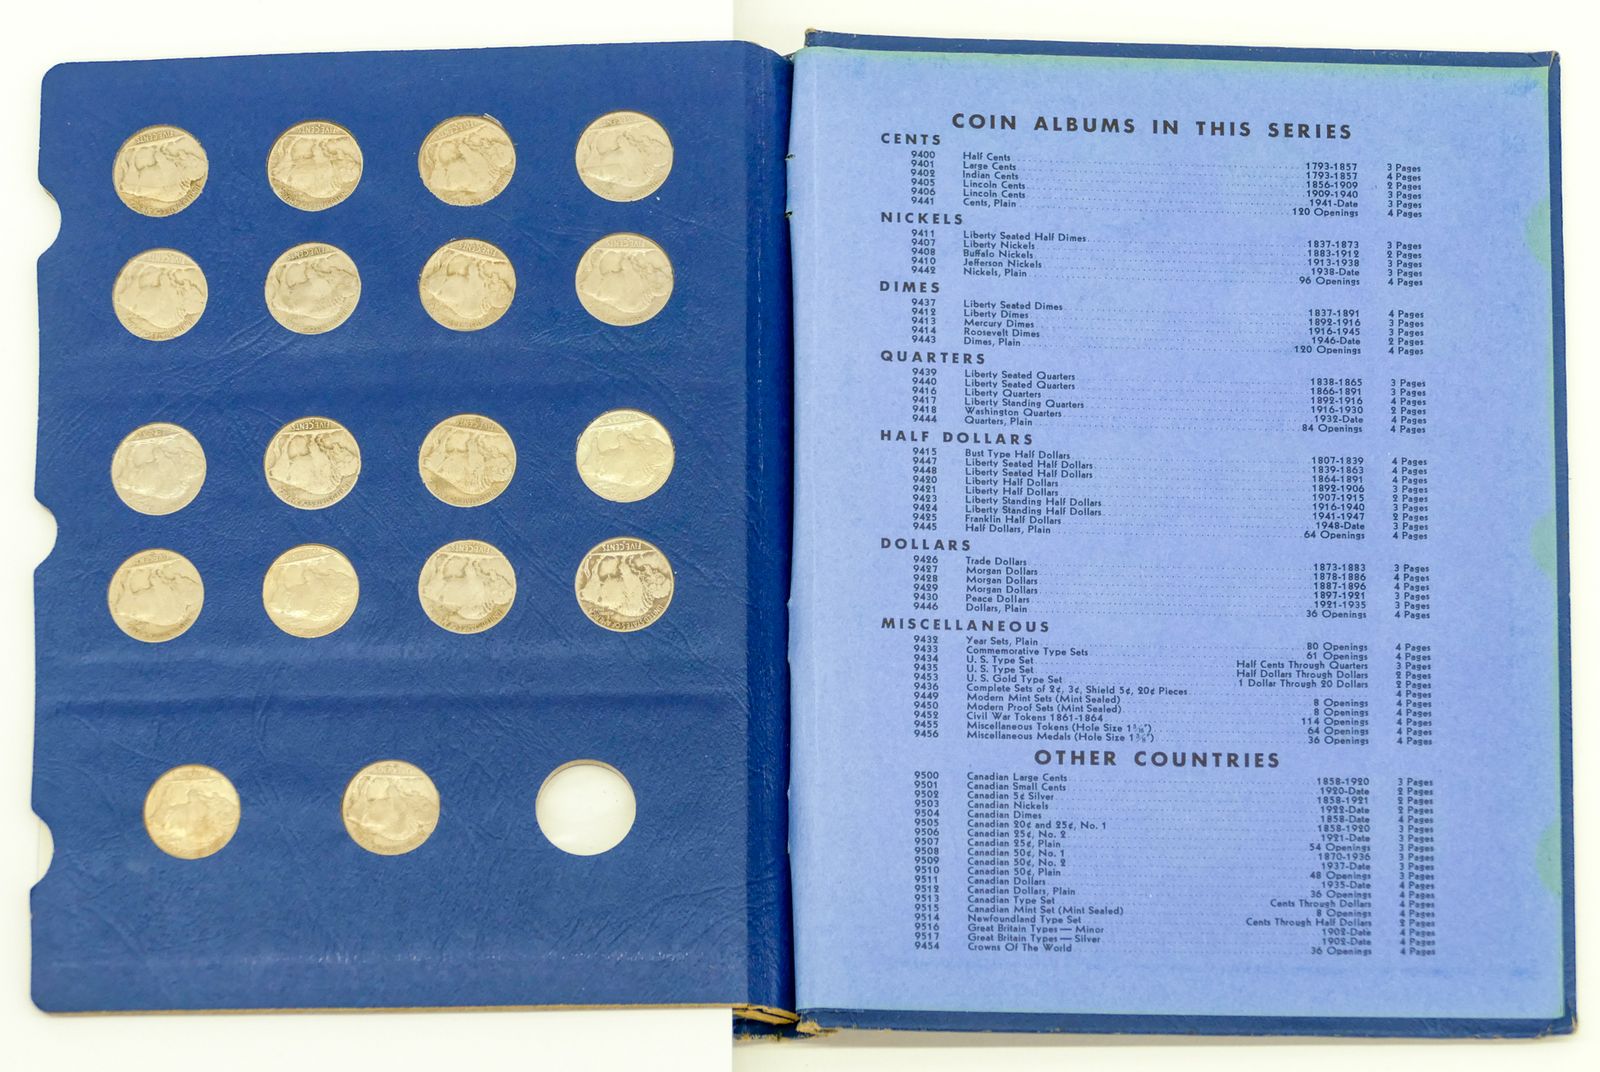 COIN ALBUMS IN THIS SERIES
CENTS
9400 Half Cents 1793-1857 3 Pages
9401 Large Cents 1793-1857 4 Pages
9402 Indian Cents 1856-1909 2 Pages
9405 Lincoln Cents 1909-1940 3 Pages
9406 Lincoln Cents 1941-Date 3 Pages
9441 Cents, Plain 120 Openings 4 Pages
NICKELS
9411 Liberty Seated Half Dimes 1837-1873 3 Pages
9407 Liberty Nickels 1883-1912 2 Pages
9408 Buffalo Nickels 1913-1938 3 Pages
9410 Jefferson Nickels 1938-Date 3 Pages
9442 Nickels, Plain 96 Openings 4 Pages
DIMES
9437 Liberty Seated Dimes 1837-1891 4 Pages
9412 Liberty Dimes 1892-1916 3 Pages
9413 Mercury Dimes 1916-1945 3 Pages
9414 Roosevelt Dimes 1946-Date 2 Pages
9443 Dimes, Plain 120 Openings 4 Pages
QUARTERS
9439 Liberty Seated Quarters 1838-1865 3 Pages
9440 Liberty Seated Quarters 1866-1891 3 Pages
9416 Liberty Quarters 1892-1916 4 Pages
9417 Liberty Standing Quarters 1916-1930 2 Pages
9418 Washington Quarters 1932-Date 4 Pages
9444 Quarters, Plain 84 Openings 4 Pages
HALF DOLLARS
9415 Bust Type Half Dollars 1807-1839 4 Pages
9447 Liberty Seated Half Dollars 1839-1863 4 Pages
9448 Liberty Seated Half Dollars 1864-1891 4 Pages
9420 Liberty Half Dollars 1892-1906 3 Pages
9421 Liberty Half Dollars 1907-1915 2 Pages
9423 Liberty Standing Half Dollars 1916-1940 3 Pages
9424 Liberty Standing Half Dollars 1941-1947 2 Pages
9425 Franklin Half Dollars 1948-Date 3 Pages
9445 Half Dollars, Plain 64 Openings 4 Pages
DOLLARS
9426 Trade Dollars 1873-1883 3 Pages
9427 Morgan Dollars 1878-1886 4 Pages
9428 Morgan Dollars 1887-1896 4 Pages
9429 Morgan Dollars 1897-1921 4 Pages
9430 Peace Dollars 1921-1935 3 Pages
9446 Dollars, Plain 36 Openings 4 Pages
MISCELLANEOUS
9432 Year Sets, Plain 80 Openings 4 Pages
9433 Commemorative Type Sets 61 Openings 4 Pages
9434 U. S. Type Set Half Cents Through Quarters 3 Pages
9435 U. S. Type Set Half Dollars Through Dollars 2 Pages
9453 U. S. Gold Type Set 1 Dollar Through 20 Dollars 2 Pages
9436 Complete Sets of 2¢, 3¢, Shield 5¢, 20¢ Pieces 4 Pages
9449 Modern Mint Sets (Mint Sealed) 8 Openings 4 Pages
9450 Modern Proof Sets (Mint Sealed) 8 Openings 4 Pages
9452 Civil War Tokens 1861-1864 114 Openings 4 Pages
9455 Miscellaneous Tokens (Hole Size 64 Openings 4 Pages
9456 Miscellaneous Medals (Hole Size 36 Openings 4 Pages
OTHER COUNTRIES
9500 Canadian Large Cents 1858-1920 3 Pages
9501 Canadian Small Cents 1920-Date 2 Pages
9502 Canadian 5¢ Silver 1858-1921 2 Pages
9503 Canadian Nickels 1922-Date 2 Pages
9504 Canadian Dimes 1858-Date 4 Pages
9505 Canadian 20¢ and 25¢, No. 1 1858-1920 3 Pages
9506 Canadian 25¢, No. 2 1921-Date 3 Pages
9507 Canadian 25¢, Plain 54 Openings 3 Pages
9508 Canadian 50¢, No. 1 1870-1936 3 Pages
9509 Canadian 50¢, No. 2 1937-Date 3 Pages
9510 Canadian 50¢, Plain 48 Openings 3 Pages
9511 Canadian Dollars 1935-Date 4 Pages
9512 Canadian Dollars, Plain 36 Openings 4 Pages
9513 Canadian Type Set Cents Through Dollars 4 Pages
9515 Canadian Mint Set (Mint Sealed) 8 Openings 4 Pages
9514 Newfoundland Type Set Cents Through Half Dollars 2 Pages
9516 Great Britain Types — Minor 1902-Date 4 Pages
9517 Great Britain Types — Silver 1902-Date 4 Pages
9454 Crowns Of The World 36 Openings 4 Pages